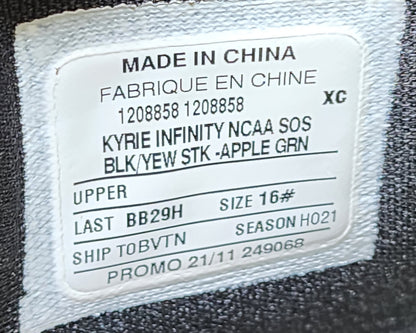 MADE IN CHINA
FABRIQUE EN CHINE
1208858 1208858 XC
KYRIE INFINITY NCAA SOS
BLK/YEW STK -APPLE GRN
UPPER
LAST BB29H SIZE 16#
SHIP TOBVTN SEASON HO21
PROMO 21/11 249068